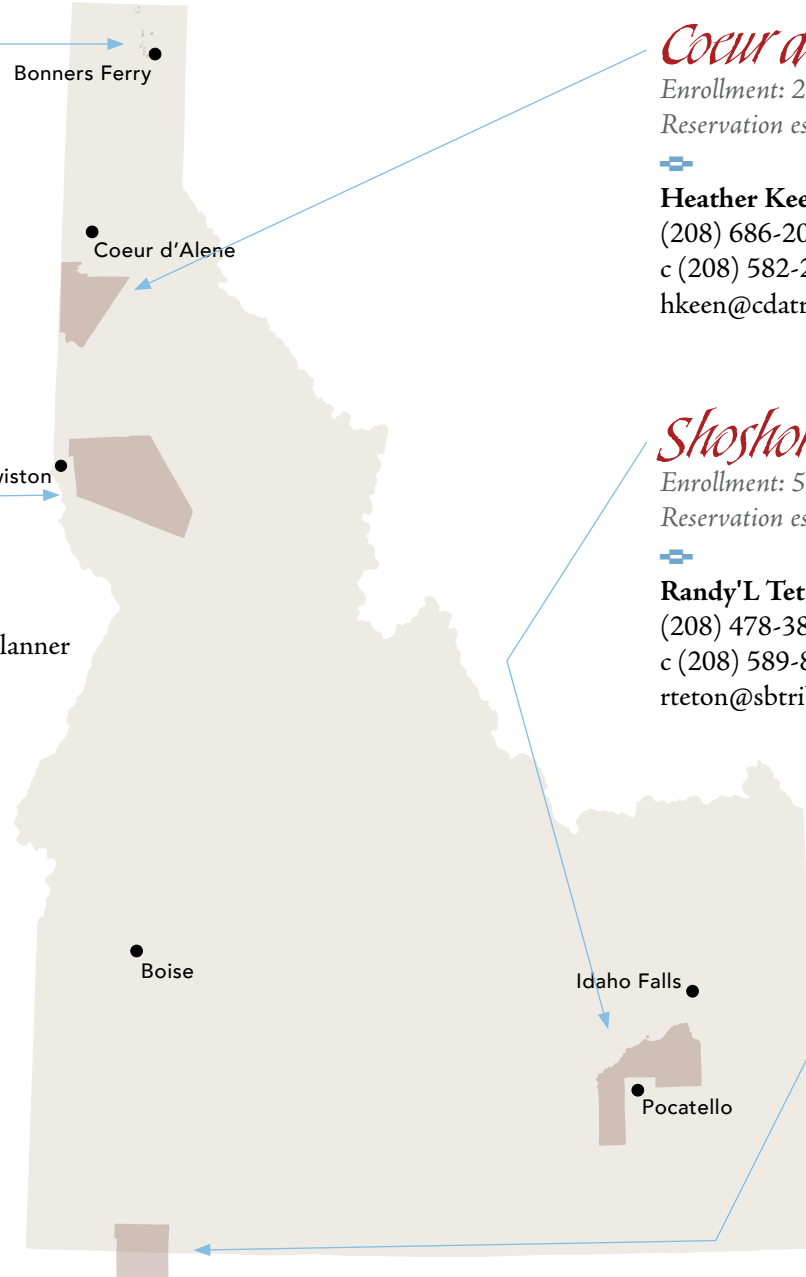 Bonners Ferry
Coeur d'Alene
wiston
lanner
Boise
Idaho Falls
Pocatello
Coeur d
Enrollment: 2
Reservation es
Heather Kee
(208) 686-20
c (208) 582-2
hkeen@cdatr
Shoshon
Enrollment: 5
Reservation es
Randy'L Tet
(208) 478-38
c (208) 589-8
rteton@sbtri